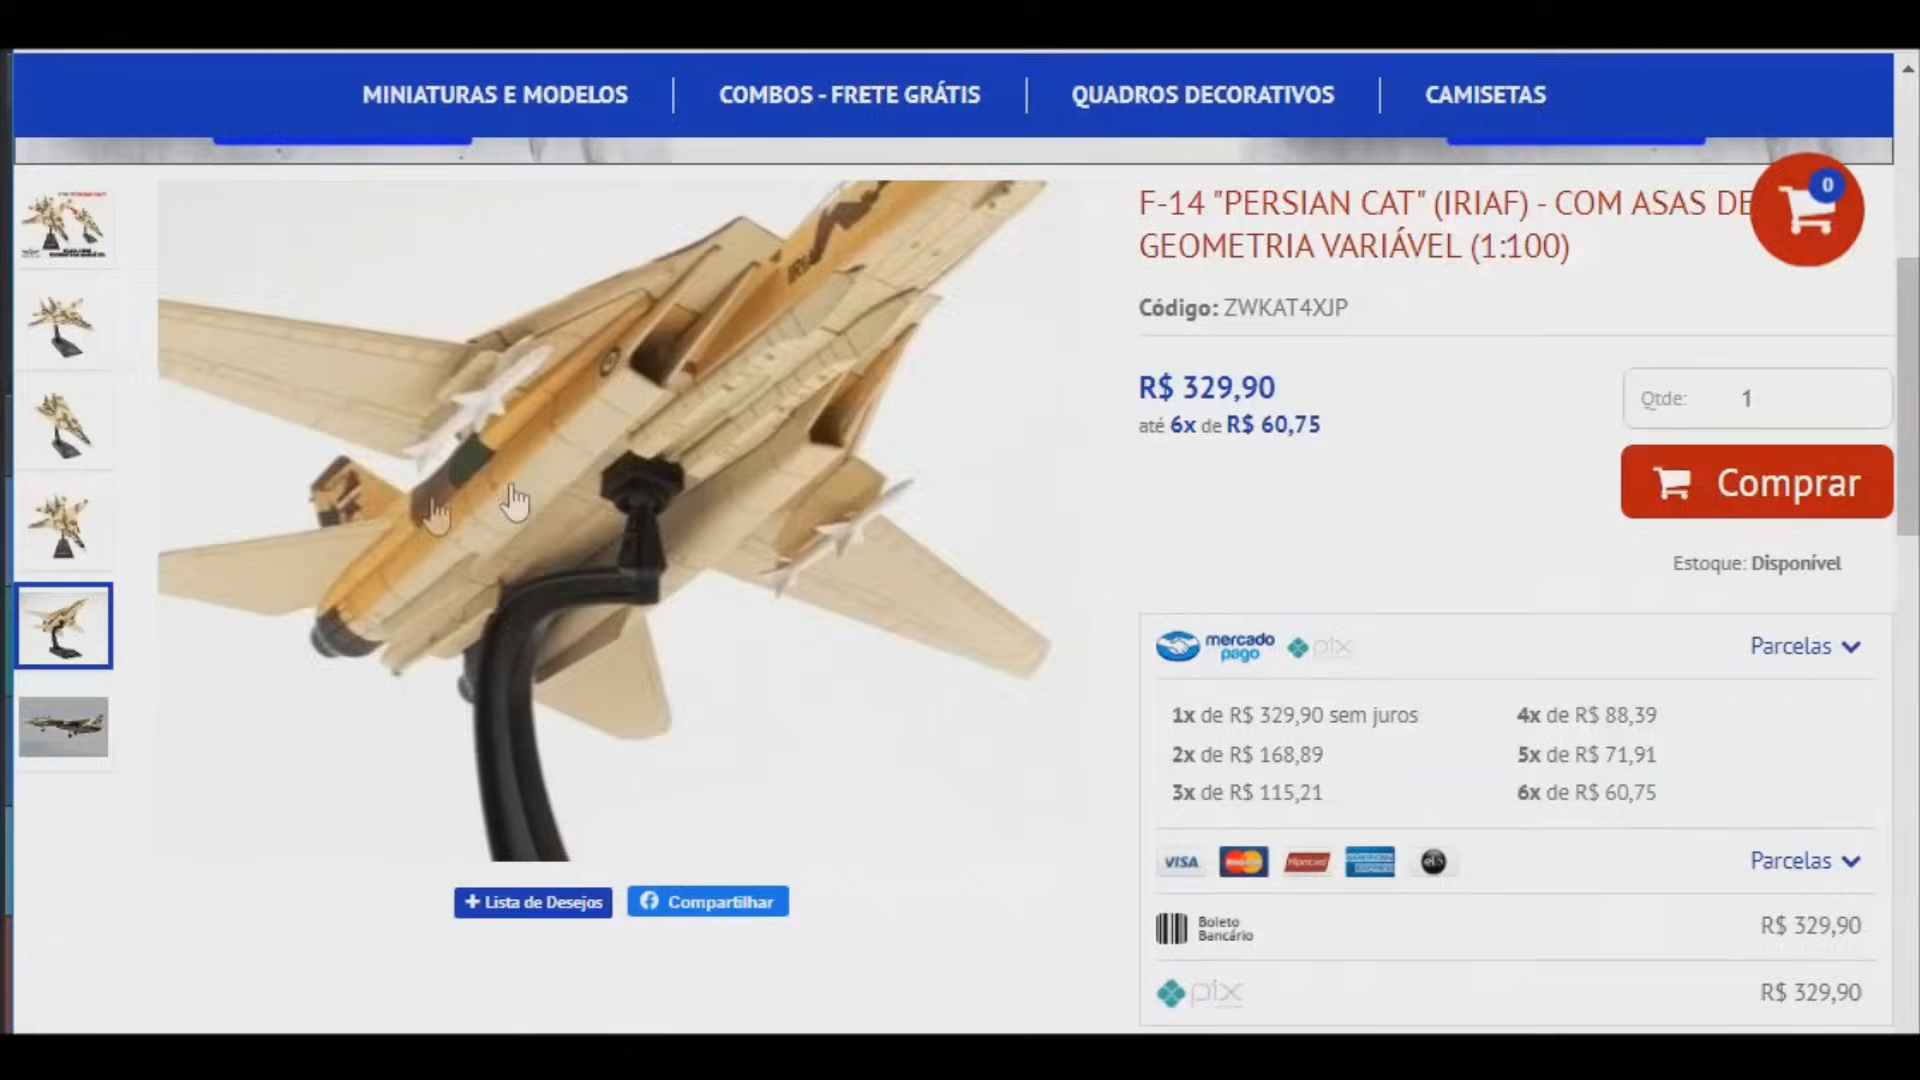 MINIATURAS E MODELOS
COMBOS - FRETE GRÁTIS
QUADROS DECORATIVOS
CAMISETAS
F-14 "PERSIAN CAT" (IRIAF) - COM ASAS DE
GEOMETRIA VARIÁVEL (1:100)
0
Código: ZWKAT4XJP
R$ 329,90
até 6x de R$ 60,75
Qtde: 1
Comprar
Estoque: Disponível
mercado
pago
pix
Parcelas
1x de R$ 329,90 sem juros
2x de R$ 168,89
3x de R$ 115,21
4x de R$ 88,39
5x de R$ 71,91
6x de R$ 60,75
VISA
Hipercard
elo
Parcelas
Boleto
Bancário
R$ 329,90
pix
R$ 329,90
+ Lista de Desejos
Compartilhar